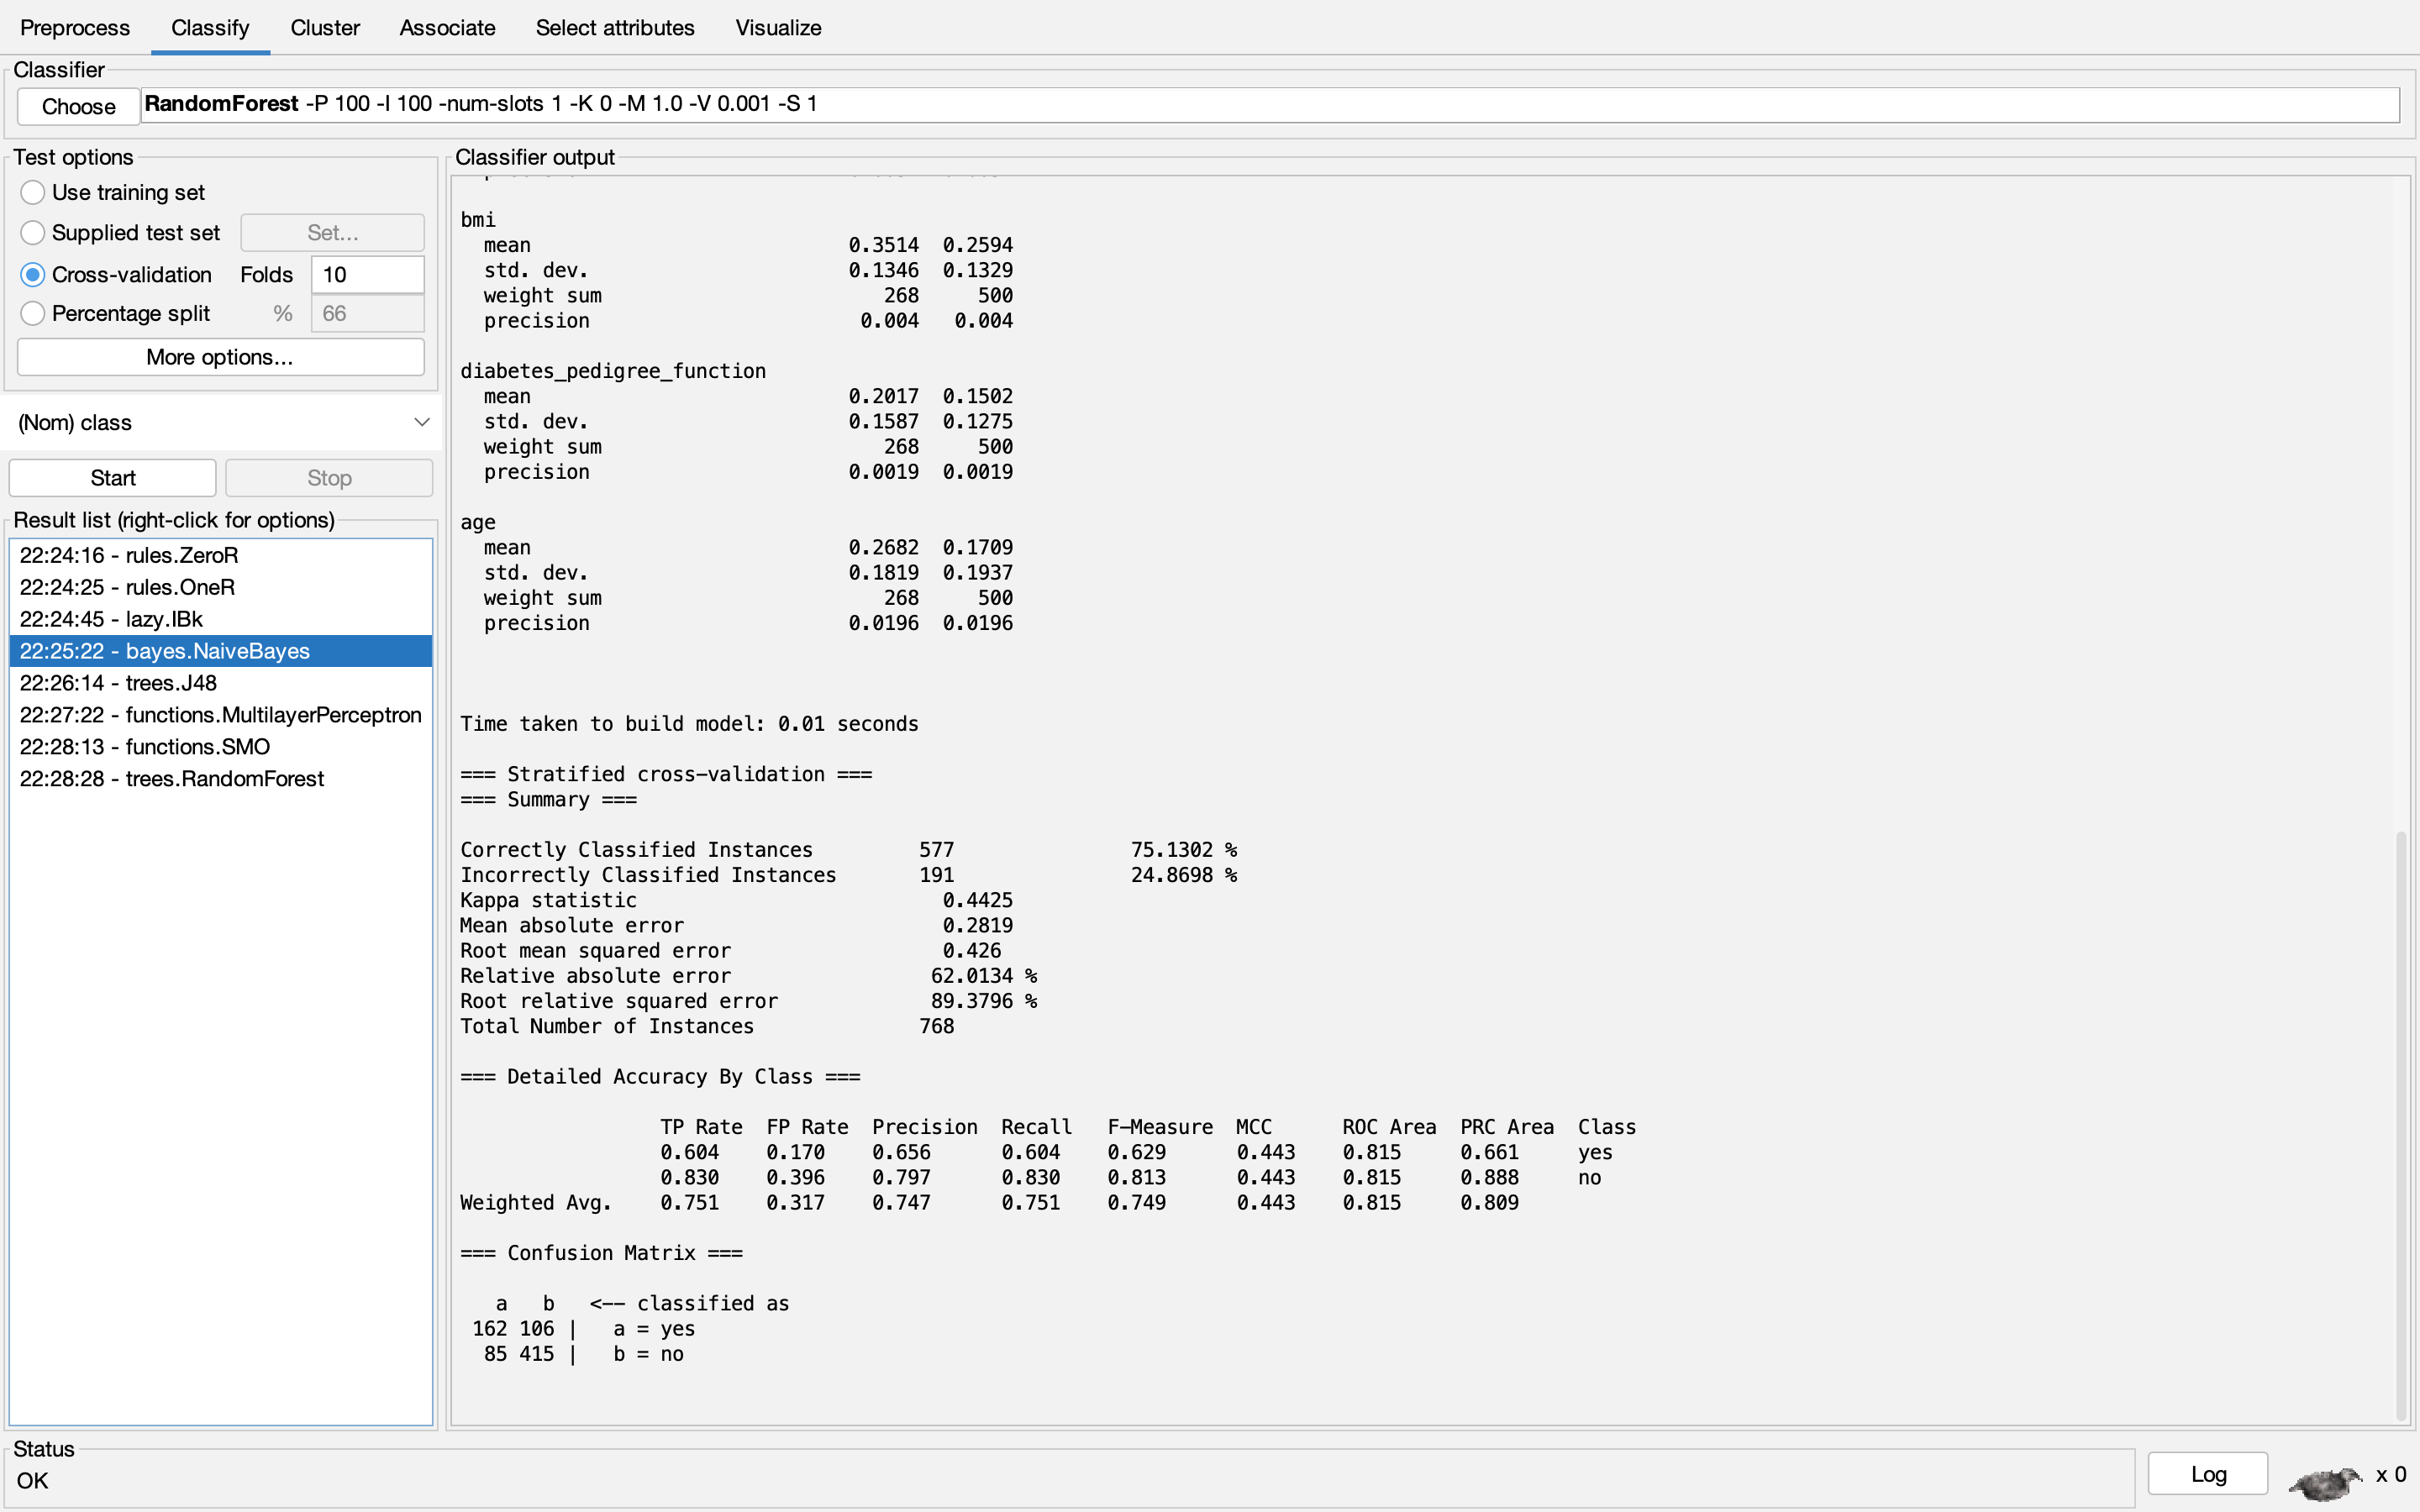 Preprocess Classify Cluster Associate Select attributes Visualize
Classifier
Choose RandomForest -P 100 -I 100 -num-slots 1 -K 0 -M 1.0 -V 0.001 -S 1
Test options
Use training set
Supplied test set Set...
Cross-validation Folds 10
Percentage split % 66
More options...
(Nom) class
Start Stop
Result list (right-click for options)
22:24:16 - rules.ZeroR
22:24:25 - rules.OneR
22:24:45 - lazy.IBk
22:25:22 - bayes.NaiveBayes
22:26:14 - trees.J48
22:27:22 - functions.MultilayerPerceptron
22:28:13 - functions.SMO
22:28:28 - trees.RandomForest
Classifier output
bmi
mean 0.3514 0.2594
std. dev. 0.1346 0.1329
weight sum 268 500
precision 0.004 0.004
diabetes_pedigree_function
mean 0.2017 0.1502
std. dev. 0.1587 0.1275
weight sum 268 500
precision 0.0019 0.0019
age
mean 0.2682 0.1709
std. dev. 0.1819 0.1937
weight sum 268 500
precision 0.0196 0.0196
Time taken to build model: 0.01 seconds
=== Stratified cross-validation ===
=== Summary ===
Correctly Classified Instances 577 75.1302 %
Incorrectly Classified Instances 191 24.8698 %
Kappa statistic 0.4425
Mean absolute error 0.2819
Root mean squared error 0.426
Relative absolute error 62.0134 %
Root relative squared error 89.3796 %
Total Number of Instances 768
=== Detailed Accuracy By Class ===
TP Rate FP Rate Precision Recall F-Measure MCC ROC Area PRC Area Class
0.604 0.170 0.656 0.604 0.629 0.443 0.815 0.661 yes
0.830 0.396 0.797 0.830 0.813 0.443 0.815 0.888 no
Weighted Avg. 0.751 0.317 0.747 0.751 0.749 0.443 0.815 0.809
=== Confusion Matrix ===
a b <-- classified as
162 106 | a = yes
85 415 | b = no
Status
OK
Log x 0